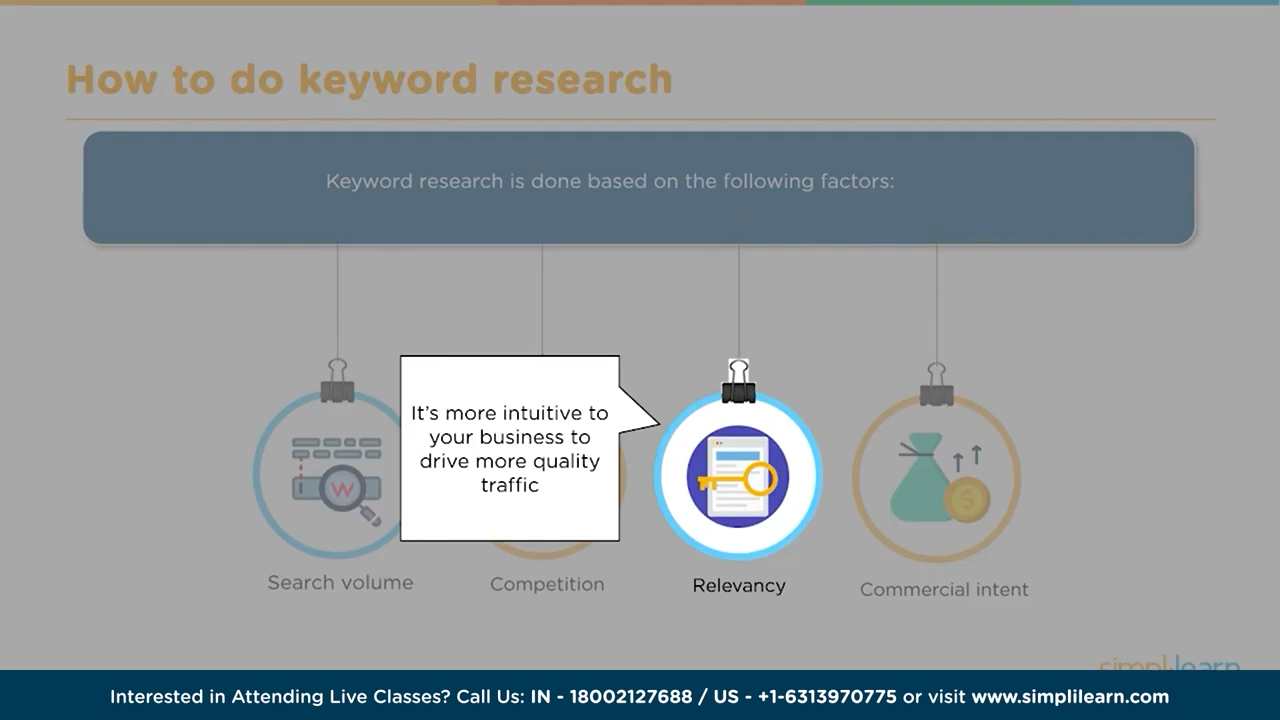 How to do keyword research
Keyword research is done based on the following factors:
It's more intuitive to
your business to
drive more quality
traffic
W
$
Search volume
Competition
Relevancy
Commercial intent
simplilearn
Interested in Attending Live Classes? Call Us: IN - 18002127688 / US - +1-6313970775 or visit www.simplilearn.com